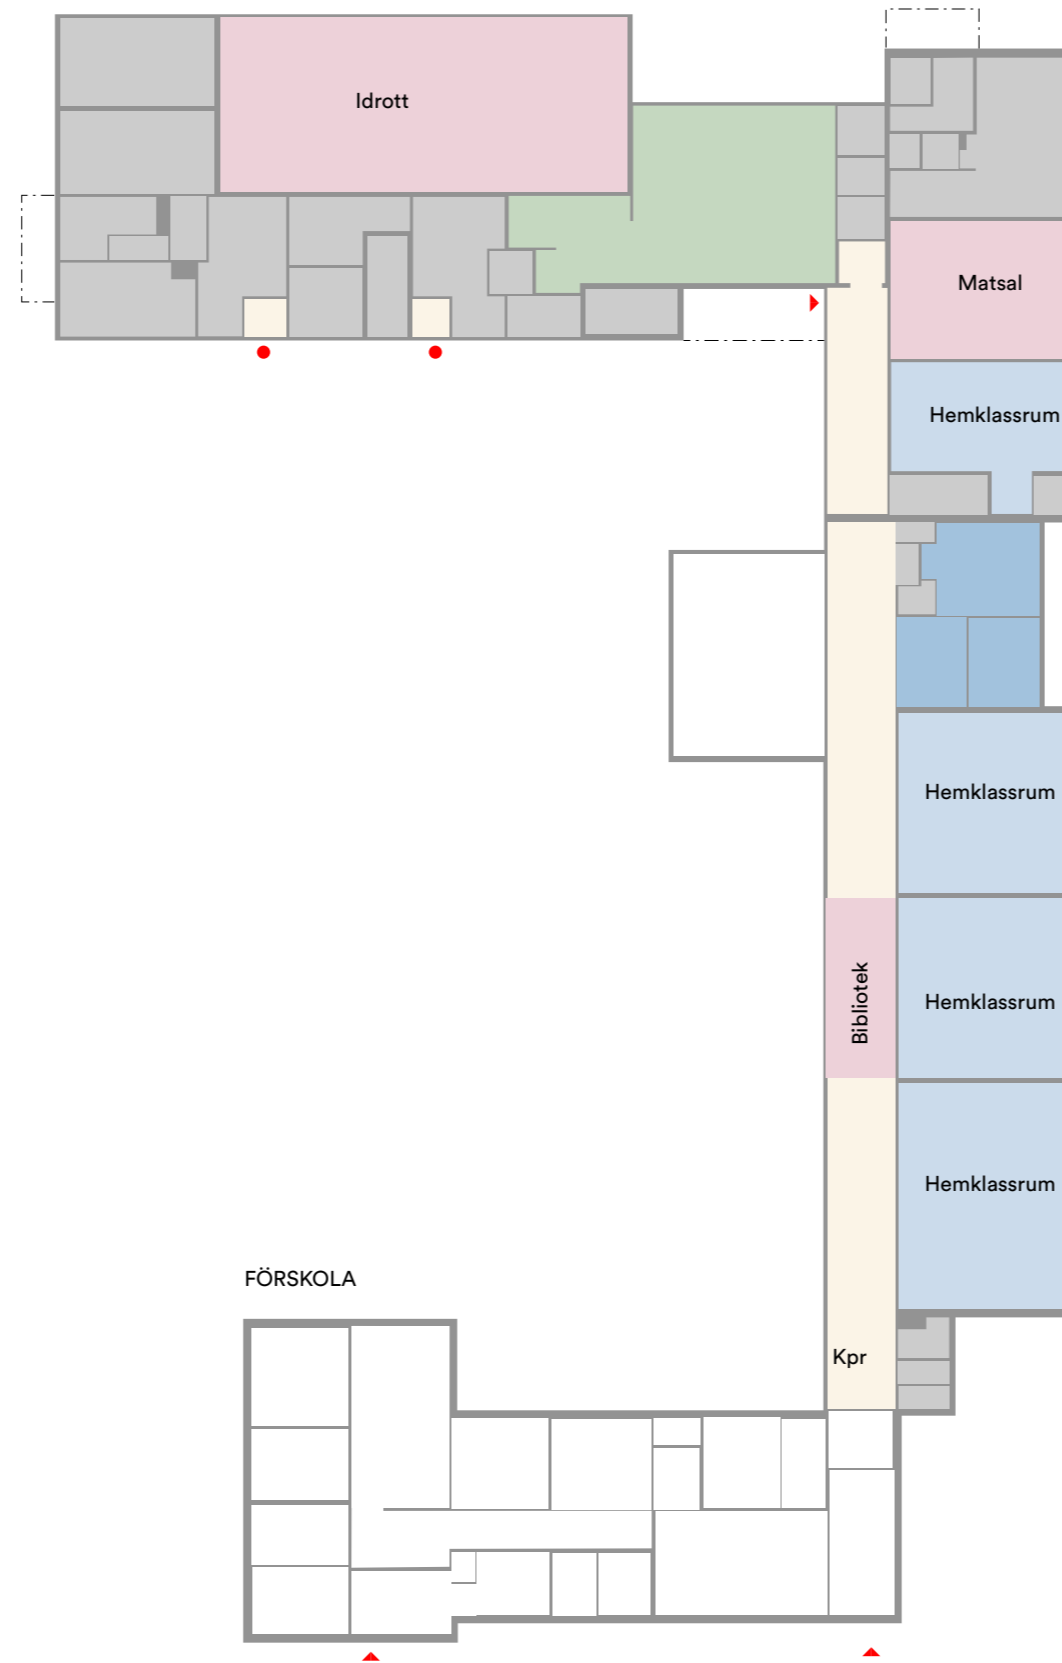 Idrott
Matsal
Hemklassrum
Hemklassrum
Bibliotek
Hemklassrum
Hemklassrum
FÖRSKOLA
Kpr